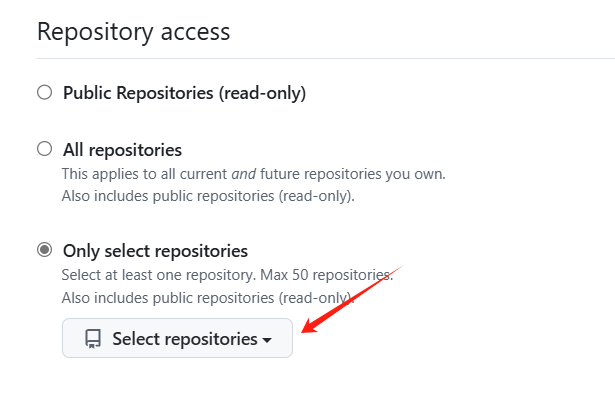 Repository access
Public Repositories (read-only)
All repositories
This applies to all current and future repositories you own.
Also includes public repositories (read-only).
Only select repositories
Select at least one repository. Max 50 repositories.
Also includes public repositories (read-only).
Select repositories